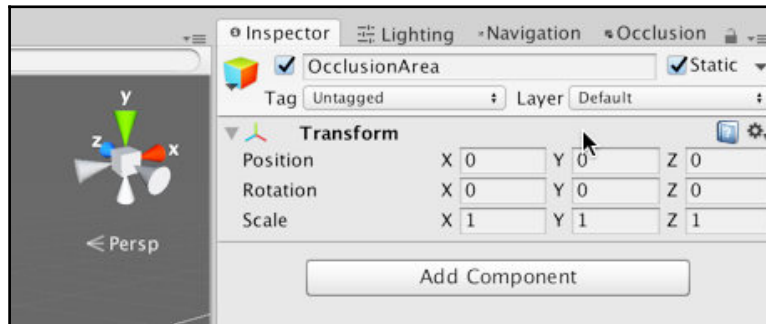 Inspector Lighting Navigation Occlusion
OcclusionArea Static
Tag Untagged Layer Default
Transform
Position X 0 Y 0 Z 0
Rotation X 0 Y 0 Z 0
Scale X 1 Y 1 Z 1
Add Component
y
z x
Persp